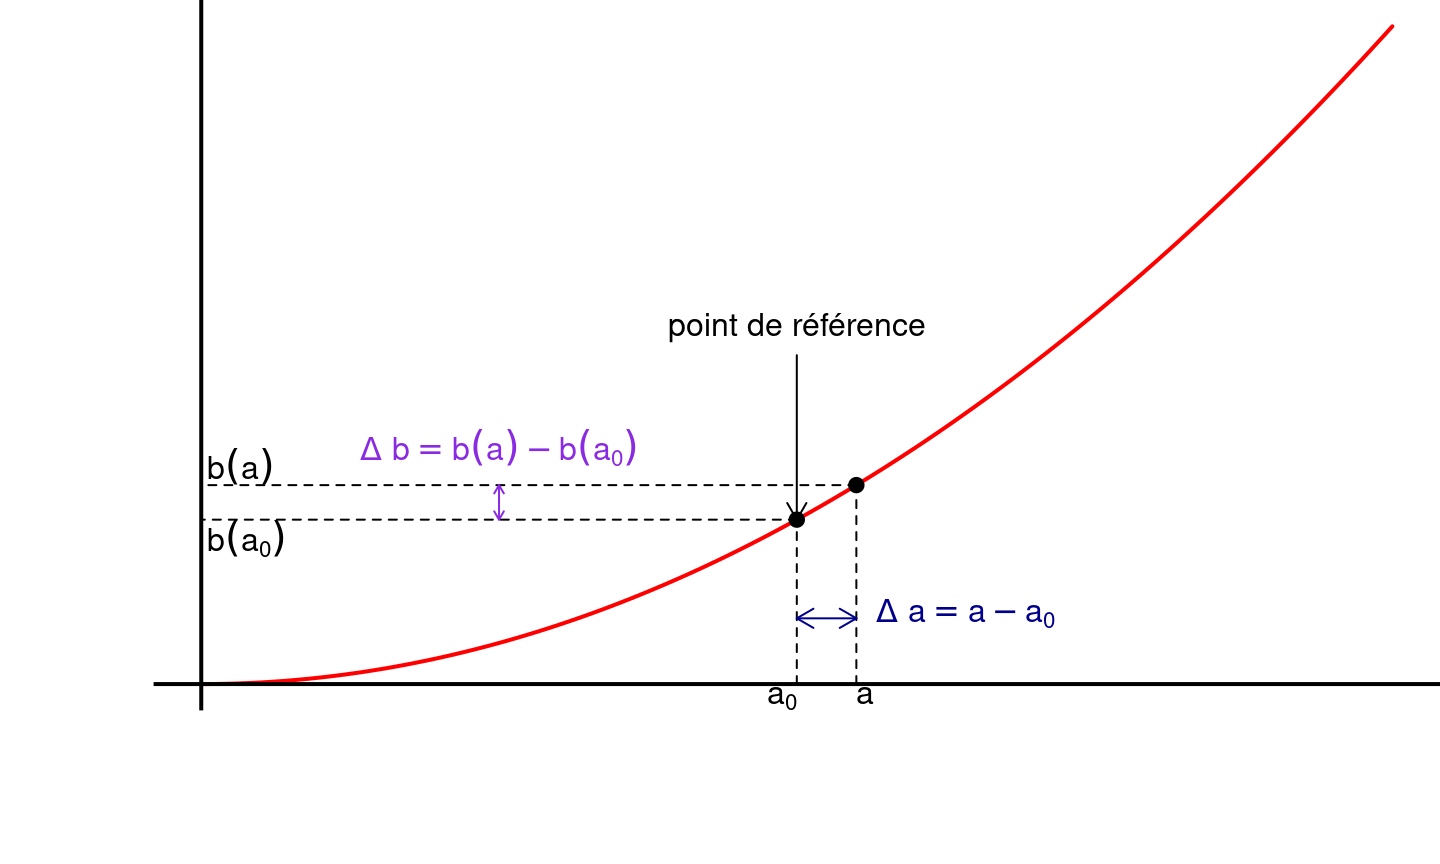 point de référence
Δ b = b(a) − b(a₀)
b(a)
b(a₀)
Δ a = a − a₀
a₀
a